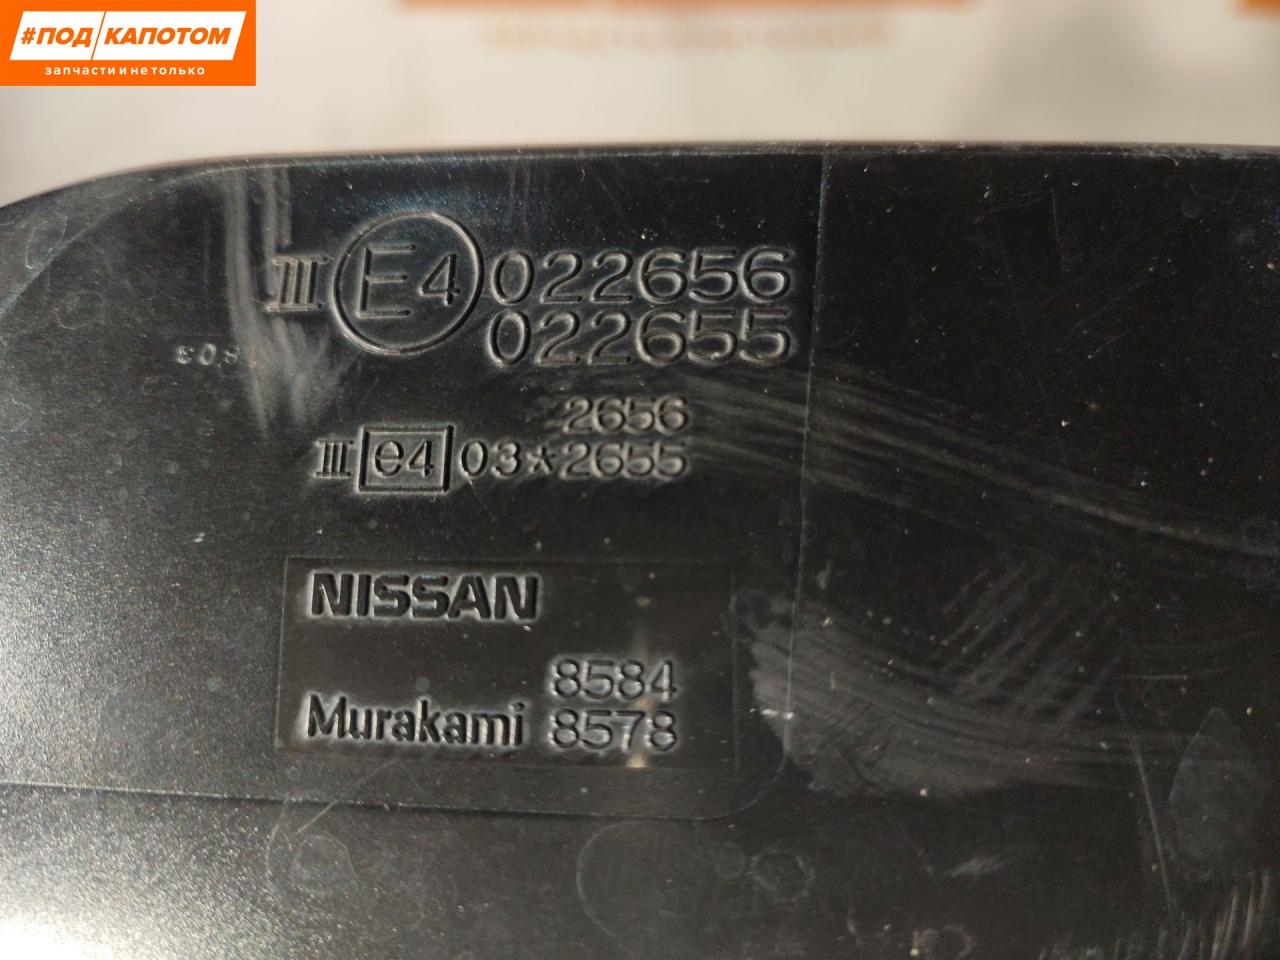 #ПОД КАПОТОМ
запчасти и не только
III E4 022656
022655
2656
III e4 03*2655
NISSAN
8584
Murakami 8578